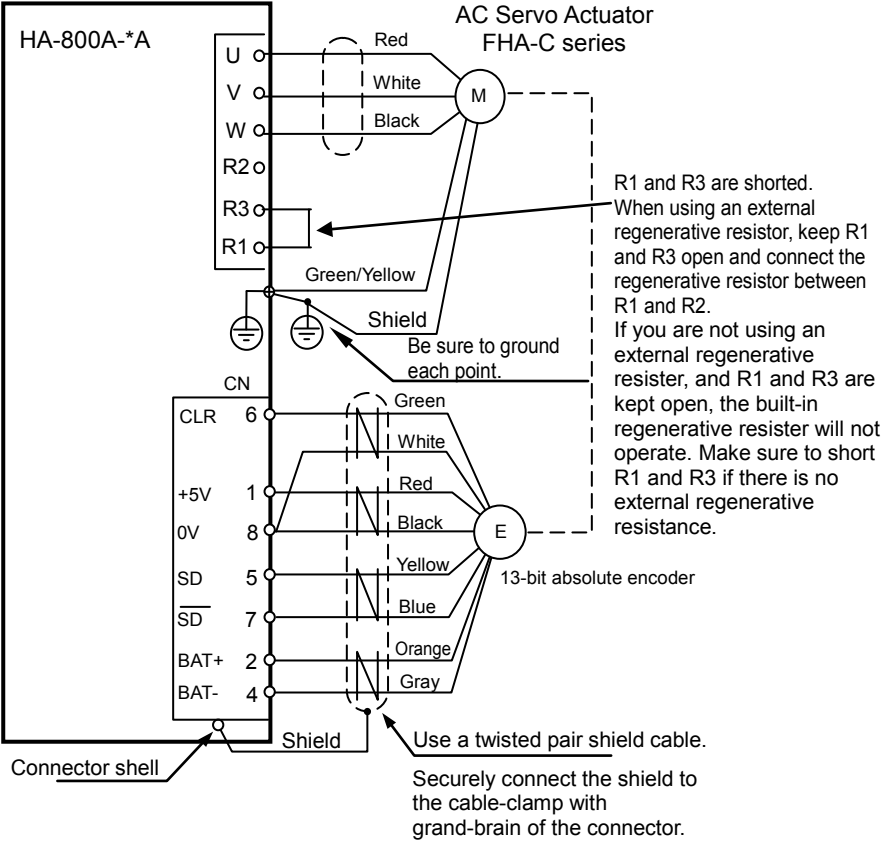 HA-800A-*A
AC Servo Actuator
FHA-C series
U
Red
V
White
M
W
Black
R2
R3
R1
R1 and R3 are shorted.
When using an external
regenerative resistor, keep R1
and R3 open and connect the
regenerative resistor between
R1 and R2.
If you are not using an
external regenerative
resister, and R1 and R3 are
kept open, the built-in
regenerative resister will not
operate. Make sure to short
R1 and R3 if there is no
external regenerative
resistance.
Green/Yellow
Shield
Be sure to ground
each point.
CN
CLR 6
Green
White
+5V 1
Red
0V 8
Black
E
SD 5
Yellow
13-bit absolute encoder
SD 7
Blue
BAT+ 2
Orange
BAT- 4
Gray
Shield
Connector shell
Use a twisted pair shield cable.
Securely connect the shield to
the cable-clamp with
grand-brain of the connector.